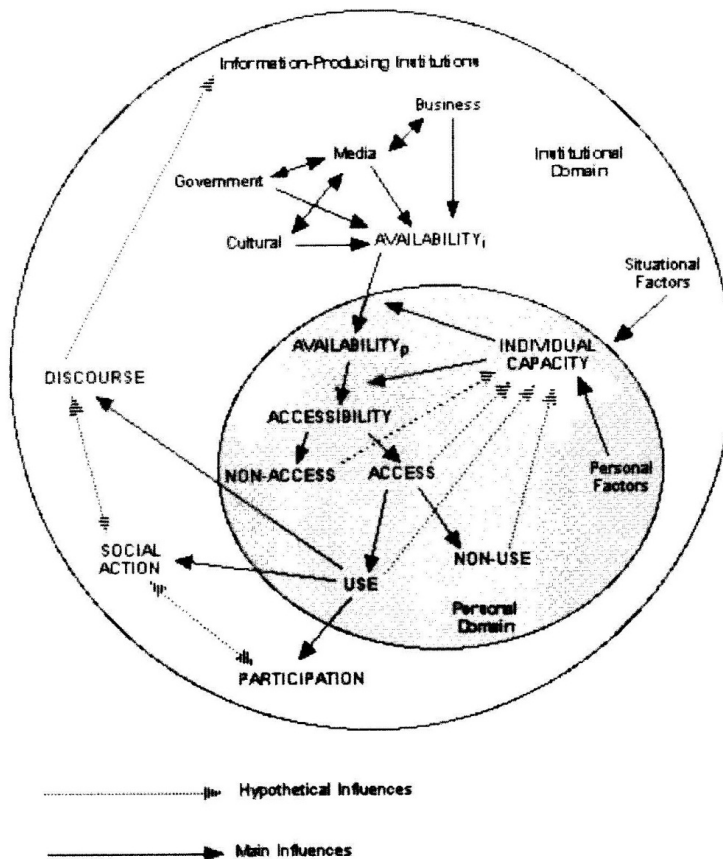 Information-Producing Institutions
Business
Media
Institutional
Domain
Government
Cultural
AVAILABILITYi
Situational
Factors
AVAILABILITYp
INDIVIDUAL
CAPACITY
DISCOURSE
ACCESSIBILITY
NON-ACCESS
ACCESS
Personal
Factors
SOCIAL
ACTION
NON-USE
USE
Personal
Domain
PARTICIPATION
Hypothetical Influences
Main Influences